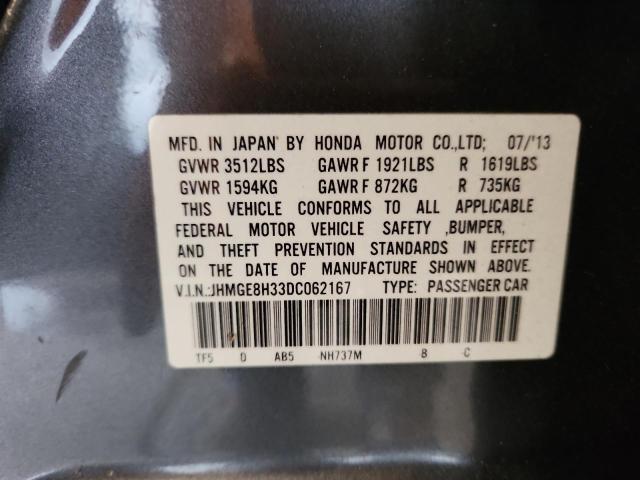 MFD. IN JAPAN BY HONDA MOTOR CO.,LTD; 07/'13
GVWR 3512LBS GAWR F 1921LBS R 1619LBS
GVWR 1594KG GAWR F 872KG R 735KG
THIS VEHICLE CONFORMS TO ALL APPLICABLE
FEDERAL MOTOR VEHICLE SAFETY ,BUMPER,
AND THEFT PREVENTION STANDARDS IN EFFECT
ON THE DATE OF MANUFACTURE SHOWN ABOVE.
V.I.N.:JHMGE8H33DC062167 TYPE: PASSENGER CAR
TF5 D AB5 NH737M B C